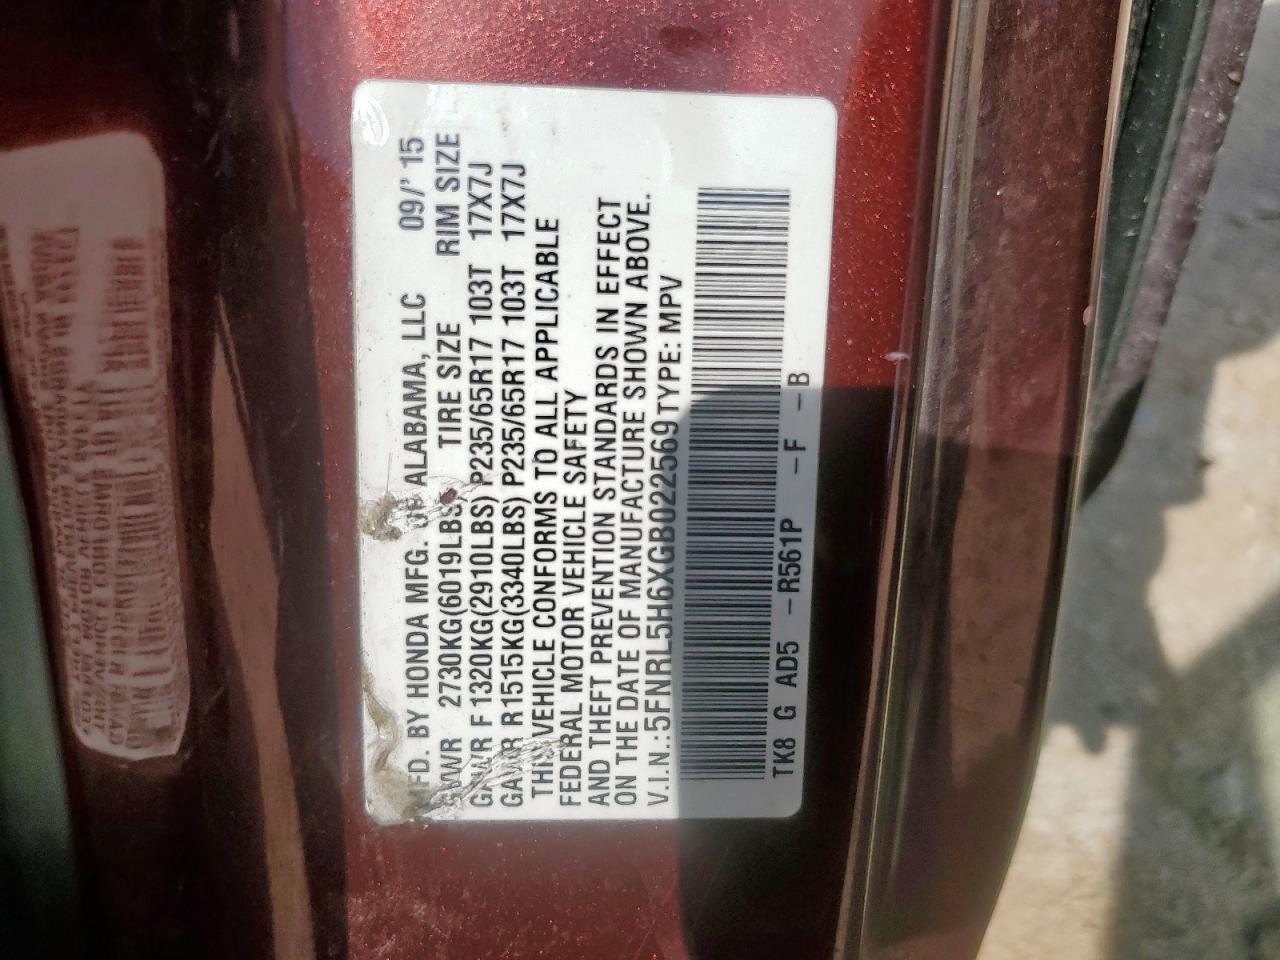 MFD. BY HONDA MFG. OF ALABAMA, LLC 09/'15
GVWR 2730KG(6019LBS) TIRE SIZE RIM SIZE
GAWR F 1320KG(2910LBS) P235/65R17 103T 17X7J
GAWR R 1515KG(3340LBS) P235/65R17 103T 17X7J
THIS VEHICLE CONFORMS TO ALL APPLICABLE
FEDERAL MOTOR VEHICLE SAFETY
AND THEFT PREVENTION STANDARDS IN EFFECT
ON THE DATE OF MANUFACTURE SHOWN ABOVE.
V.I.N.:5FNRL5H6XGB022569 TYPE: MPV
TK8 G AD5 -R561P -F -B